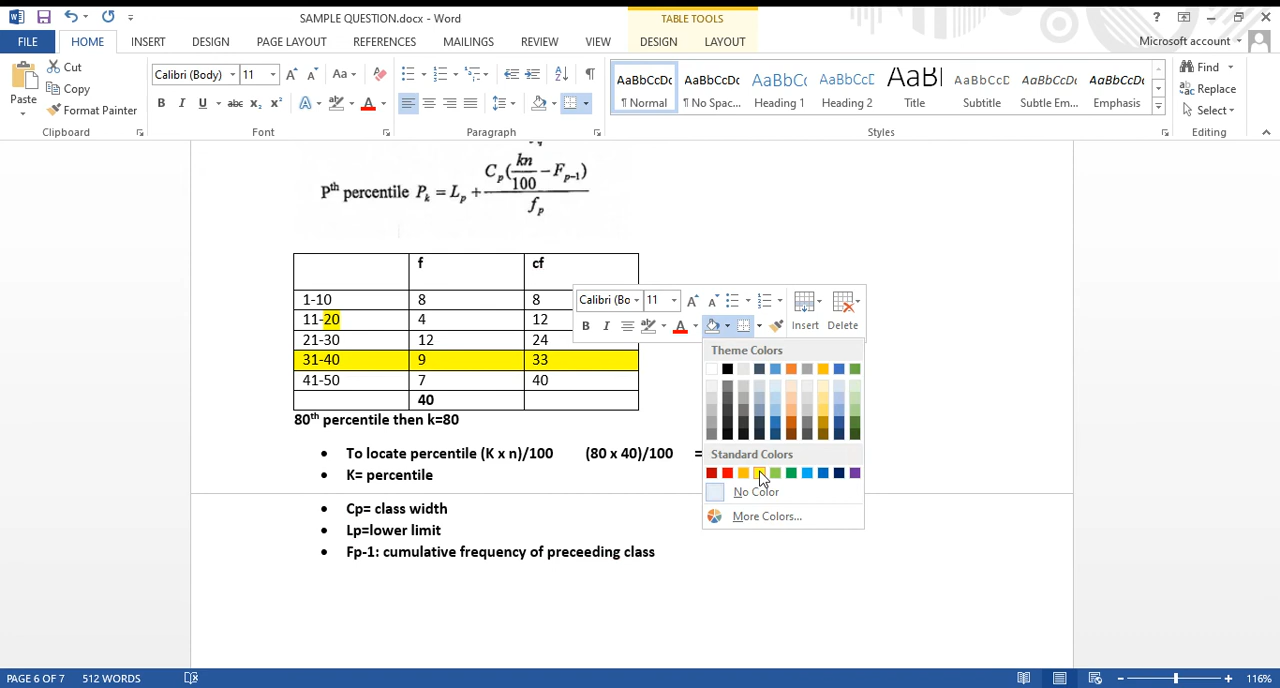 SAMPLE QUESTION.docx - Word
TABLE TOOLS
?
FILE HOME INSERT DESIGN PAGE LAYOUT REFERENCES MAILINGS REVIEW VIEW DESIGN LAYOUT
Microsoft account
Paste
Cut
Copy
Format Painter
Calibri (Body) 11
Aa
B I U abc x₂ x²
A
AaBbCcDc AaBbCcDc AaBbCc AaBbCcC AaBl AaBbCcD AaBbCcDc AaBbCcDc
¶ Normal ¶ No Spac... Heading 1 Heading 2 Title Subtitle Subtle Em... Emphasis
Find
Replace
Select
Clipboard Font Paragraph Styles Editing
Pth percentile Pk = Lp + Cp(kn/100 − Fp-1)/fp
f cf
1-10 8 8
11-20 4 12
21-30 12 24
31-40 9 33
41-50 7 40
40
80th percentile then k=80
• To locate percentile (K x n)/100 (80 x 40)/100 =
• K= percentile
• Cp= class width
• Lp=lower limit
• Fp-1: cumulative frequency of preceeding class
Calibri (Bo 11
B I A
Insert Delete
Theme Colors
Standard Colors
No Color
More Colors...
PAGE 6 OF 7 512 WORDS
116%